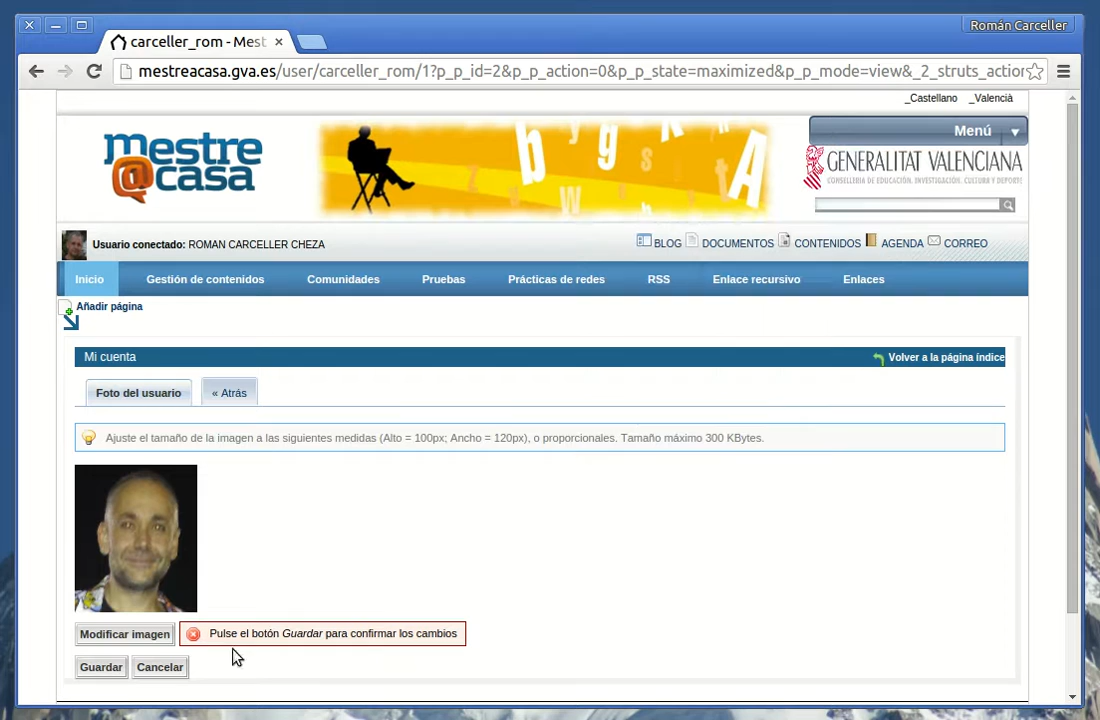 Román Carceller
carceller_rom - Mest
mestreacasa.gva.es/user/carceller_rom/1?p_p_id=2&p_p_action=0&p_p_state=maximized&p_p_mode=view&_2_struts_action
_Castellano _Valencià
mestre
@casa
b y g k A s z w
Menú
GENERALITAT VALENCIANA
CONSELLERIA DE EDUCACIÓN, INVESTIGACIÓN, CULTURA Y DEPORTE
Usuario conectado: ROMAN CARCELLER CHEZA
BLOG DOCUMENTOS CONTENIDOS AGENDA CORREO
Inicio Gestión de contenidos Comunidades Pruebas Prácticas de redes RSS Enlace recursivo Enlaces
Añadir página
Mi cuenta Volver a la página índice
Foto del usuario « Atrás
Ajuste el tamaño de la imagen a las siguientes medidas (Alto = 100px; Ancho = 120px), o proporcionales. Tamaño máximo 300 KBytes.
Modificar imagen Pulse el botón Guardar para confirmar los cambios
Guardar Cancelar